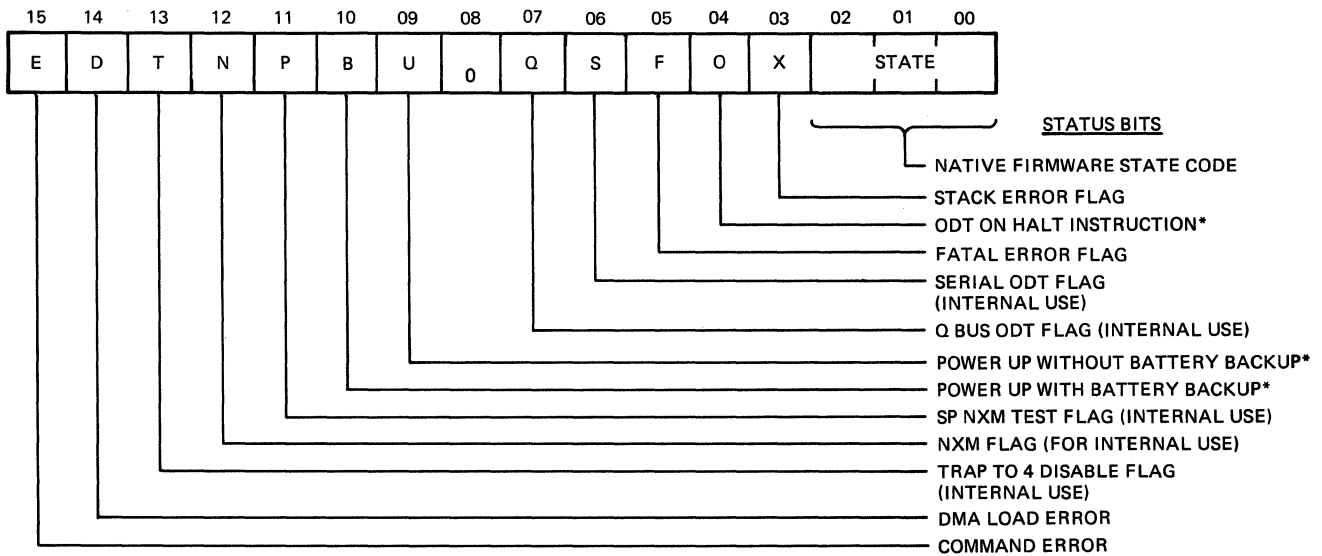 15 14 13 12 11 10 09 08 07 06 05 04 03 02 01 00
E D T N P B U 0 Q S F O X STATE
STATUS BITS
NATIVE FIRMWARE STATE CODE
STACK ERROR FLAG
ODT ON HALT INSTRUCTION*
FATAL ERROR FLAG
SERIAL ODT FLAG
(INTERNAL USE)
Q BUS ODT FLAG (INTERNAL USE)
POWER UP WITHOUT BATTERY BACKUP*
POWER UP WITH BATTERY BACKUP*
SP NXM TEST FLAG (INTERNAL USE)
NXM FLAG (FOR INTERNAL USE)
TRAP TO 4 DISABLE FLAG
(INTERNAL USE)
DMA LOAD ERROR
COMMAND ERROR